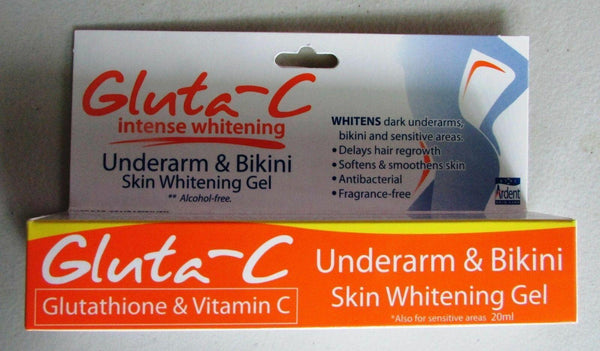 Gluta-C
intense whitening
Underarm & Bikini
Skin Whitening Gel
** Alcohol-free.
WHITENS dark underarms,
bikini and sensitive areas.
• Delays hair regrowth
• Softens & smoothens skin
• Antibacterial
• Fragrance-free
Ardent
Gluta-C
Glutathione & Vitamin C
Underarm & Bikini
Skin Whitening Gel
*Also for sensitive areas 20ml